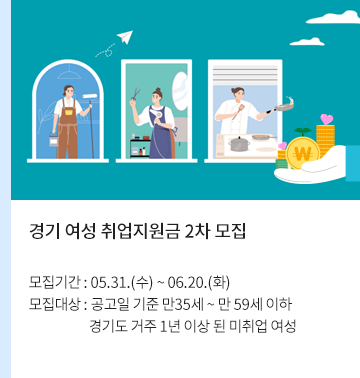 ₩
경기 여성 취업지원금 2차 모집
모집기간 : 05.31.(수) ~ 06.20.(화)
모집대상 : 공고일 기준 만35세 ~ 만 59세 이하
경기도 거주 1년 이상 된 미취업 여성